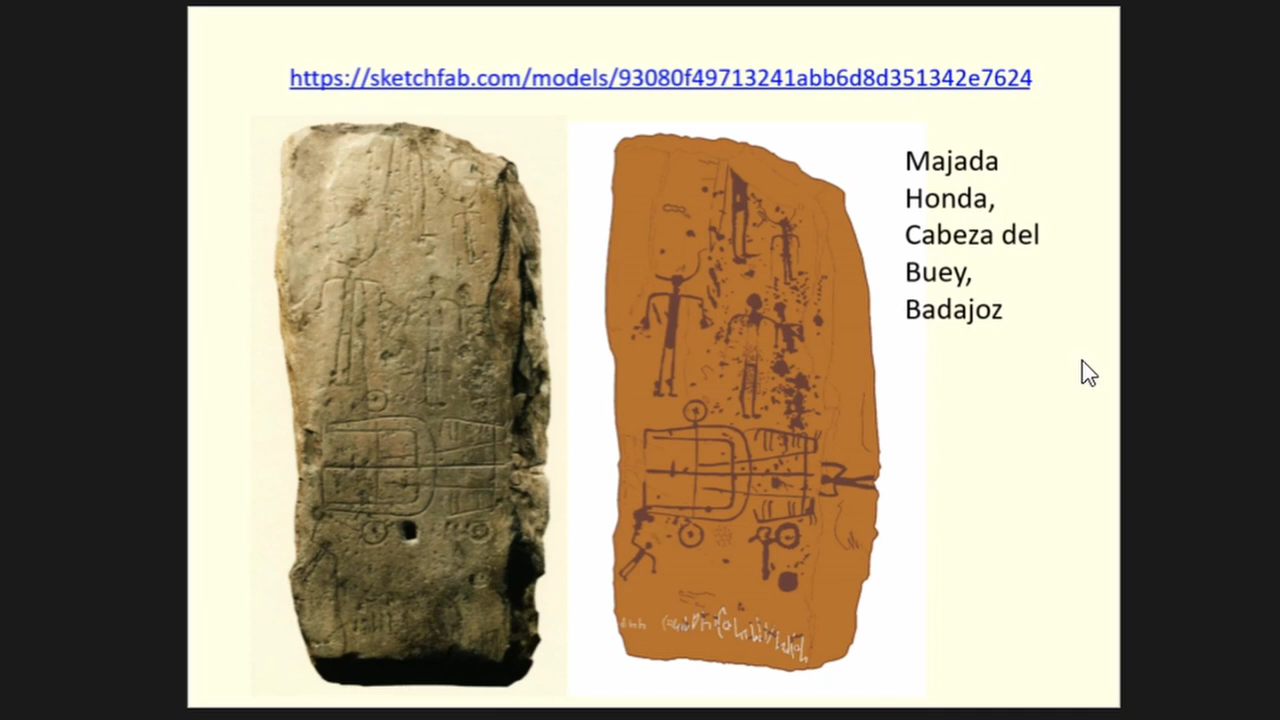 https://sketchfab.com/models/93080f49713241abb6d8d351342e7624
Majada
Honda,
Cabeza del
Buey,
Badajoz